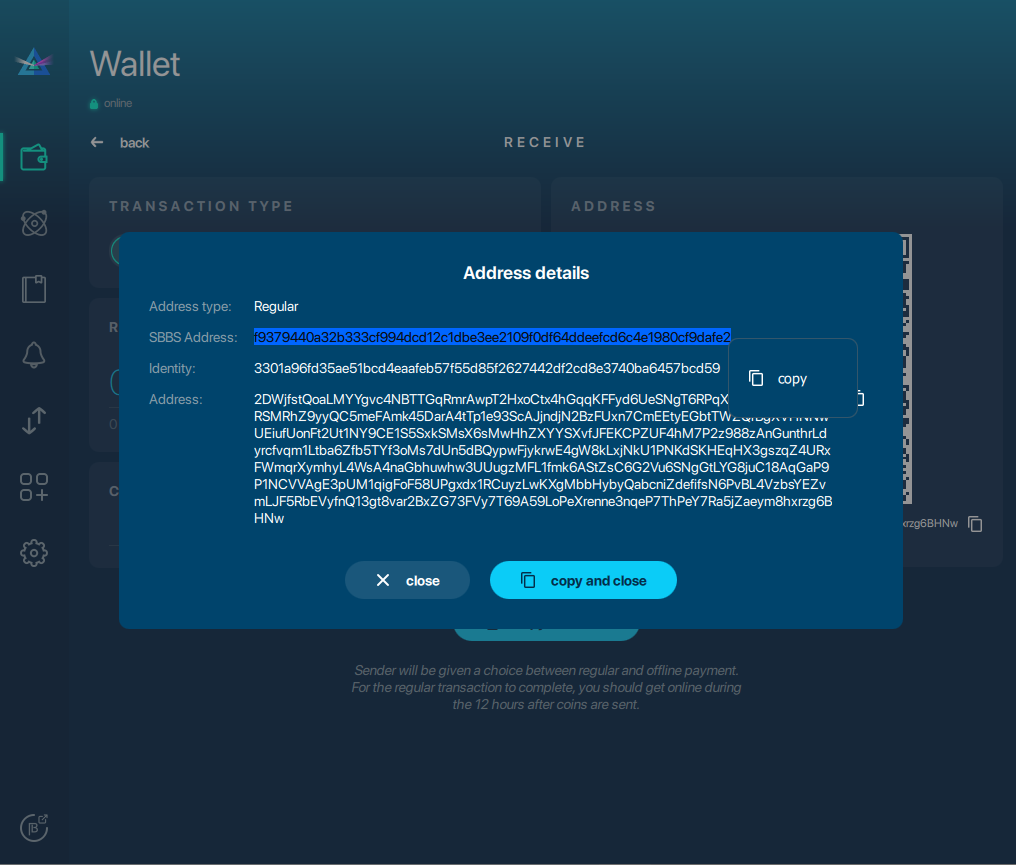 Wallet
online
back
RECEIVE
TRANSACTION TYPE
ADDRESS
Address details
Address type: Regular
SBBS Address: f9379440a32b333cf994dcd12c1dbe3ee2109f0df64ddeefcd6c4e1980cf9dafe2
Identity: 3301a96fd35ae51bcd4eaafeb57f55d85f2627442df2cd8e3740ba6457bcd59
copy
Address: 2DWjfstQoaLMYYgvc4NBTTGqRmrAwpT2HxoCtx4hGqqKFFyd6UeSNgT6RPqX
RSMRhZ9yyQC5meFAmk45DarA4tTp1e93ScAJjndjN2BzFUxn7CmEEtyEGbtTW
UEiufUonFt2Ut1NY9CE1S5SxkSMsX6sMwHhZXYYSXvfJFEKCPZUF4hM7P2z988zAnGunthrLd
yrcfvqm1Ltba6Zfb5TYf3oMs7dUn5dBQypwFjykrwE4gW8kLxjNkU1PNKdSKHEqHX3gszqZ4URx
FWmqrXymhyL4WsA4naGbhuwhw3UUugzMFL1fmk6AStZsC6G2Vu6SNgGtLYG8juC18AqGaP9
P1NCVVAgE3pUM1qigFoF58UPgxdx1RCuyzLwKXgMbbHybyQabcniZdefifsN6PvBL4VzbsYEZv
mLJF5RbEVyfnQ13gt8var2BxZG73FVy7T69A59LoPeXrenne3nqeP7ThPeY7Ra5jZaeym8hxrzg6B
HNw
xrzg6BHNw
close
copy and close
Sender will be given a choice between regular and offline payment.
For the regular transaction to complete, you should get online during
the 12 hours after coins are sent.